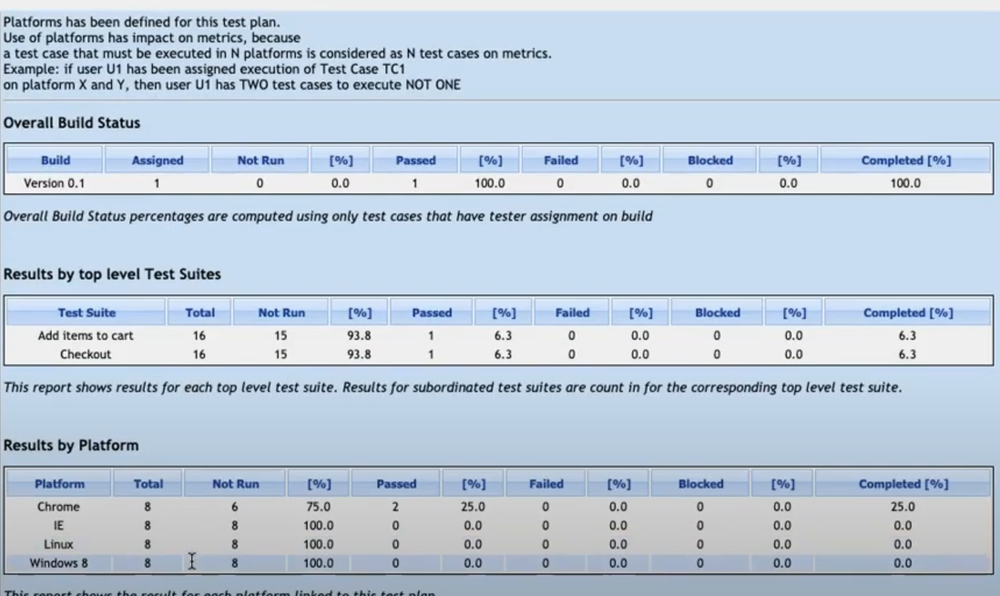 Platforms has been defined for this test plan.
Use of platforms has impact on metrics, because
a test case that must be executed in N platforms is considered as N test cases on metrics.
Example: if user U1 has been assigned execution of Test Case TC1
on platform X and Y, then user U1 has TWO test cases to execute NOT ONE
Overall Build Status
Build Assigned Not Run [%] Passed [%] Failed [%] Blocked [%] Completed [%]
Version 0.1 1 0 0.0 1 100.0 0 0.0 0 0.0 100.0
Overall Build Status percentages are computed using only test cases that have tester assignment on build
Results by top level Test Suites
Test Suite Total Not Run [%] Passed [%] Failed [%] Blocked [%] Completed [%]
Add items to cart 16 15 93.8 1 6.3 0 0.0 0 0.0 6.3
Checkout 16 15 93.8 1 6.3 0 0.0 0 0.0 6.3
This report shows results for each top level test suite. Results for subordinated test suites are count in for the corresponding top level test suite.
Results by Platform
Platform Total Not Run [%] Passed [%] Failed [%] Blocked [%] Completed [%]
Chrome 8 6 75.0 2 25.0 0 0.0 0 0.0 25.0
IE 8 8 100.0 0 0.0 0 0.0 0 0.0 0.0
Linux 8 8 100.0 0 0.0 0 0.0 0 0.0 0.0
Windows 8 8 8 100.0 0 0.0 0 0.0 0 0.0 0.0
This report shows the result for each platform linked to this test plan